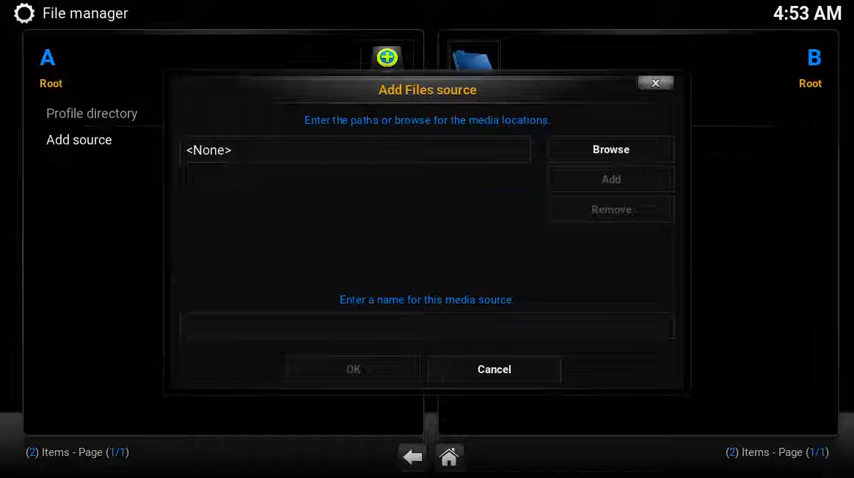 File manager
4:53 AM
A
B
Root
Root
Profile directory
Add source
Add Files source
Enter the paths or browse for the media locations.
<None>
Browse
Add
Remove
Enter a name for this media source.
OK
Cancel
(2) Items - Page (1/1)
(2) Items - Page (1/1)